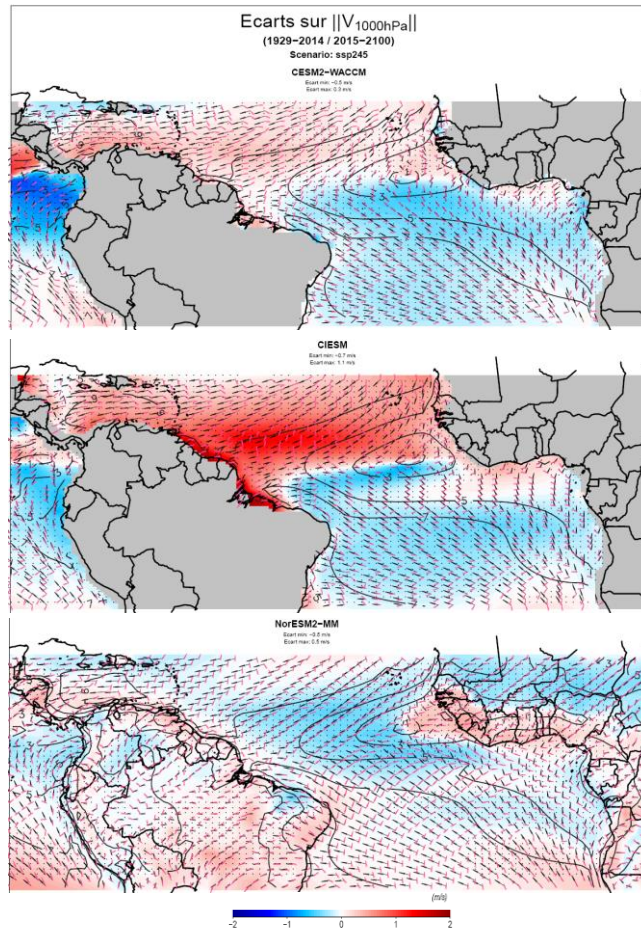 Ecarts sur ||V1000hPa||
(1929−2014 / 2015−2100)
Scenario: ssp245
CESM2−WACCM
Ecart min: −0.5 m/s
Ecart max: 0.3 m/s
CIESM
Ecart min: −0.7 m/s
Ecart max: 1.1 m/s
NorESM2−MM
Ecart min: −0.5 m/s
Ecart max: 0.5 m/s
(m/s)
−2 −1 0 1 2